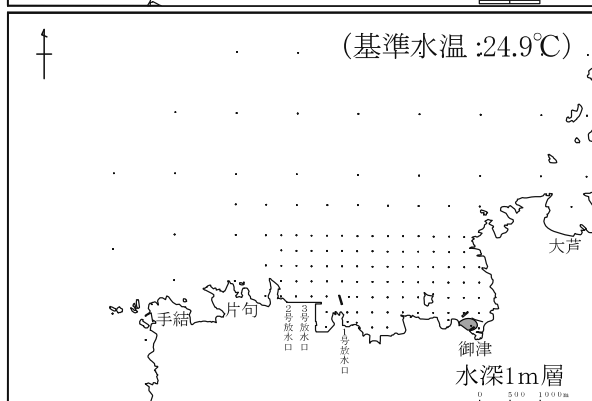 (基準水温:24.9℃)
大芦
手結
片句
2号放水口
3号放水口
1号放水口
御津
水深1m層
0 500 1000m